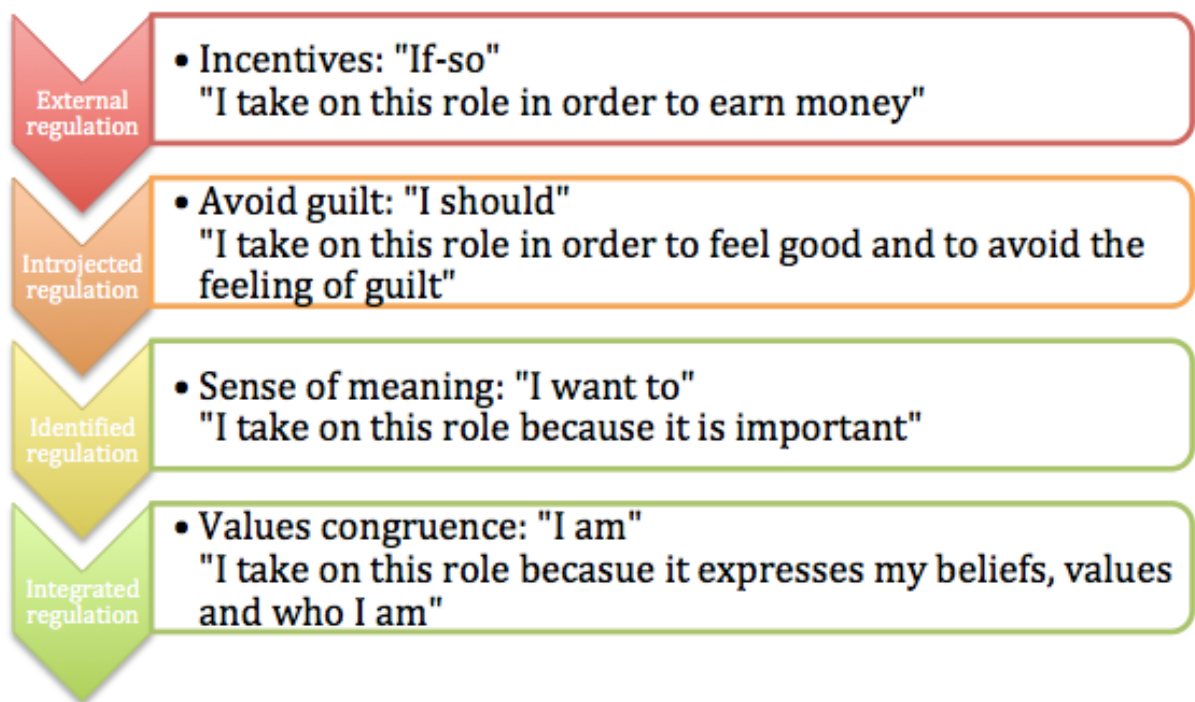 External
regulation
• Incentives: "If-so"
"I take on this role in order to earn money"
Introjected
regulation
• Avoid guilt: "I should"
"I take on this role in order to feel good and to avoid the
feeling of guilt"
Identified
regulation
• Sense of meaning: "I want to"
"I take on this role because it is important"
Integrated
regulation
• Values congruence: "I am"
"I take on this role becasue it expresses my beliefs, values
and who I am"